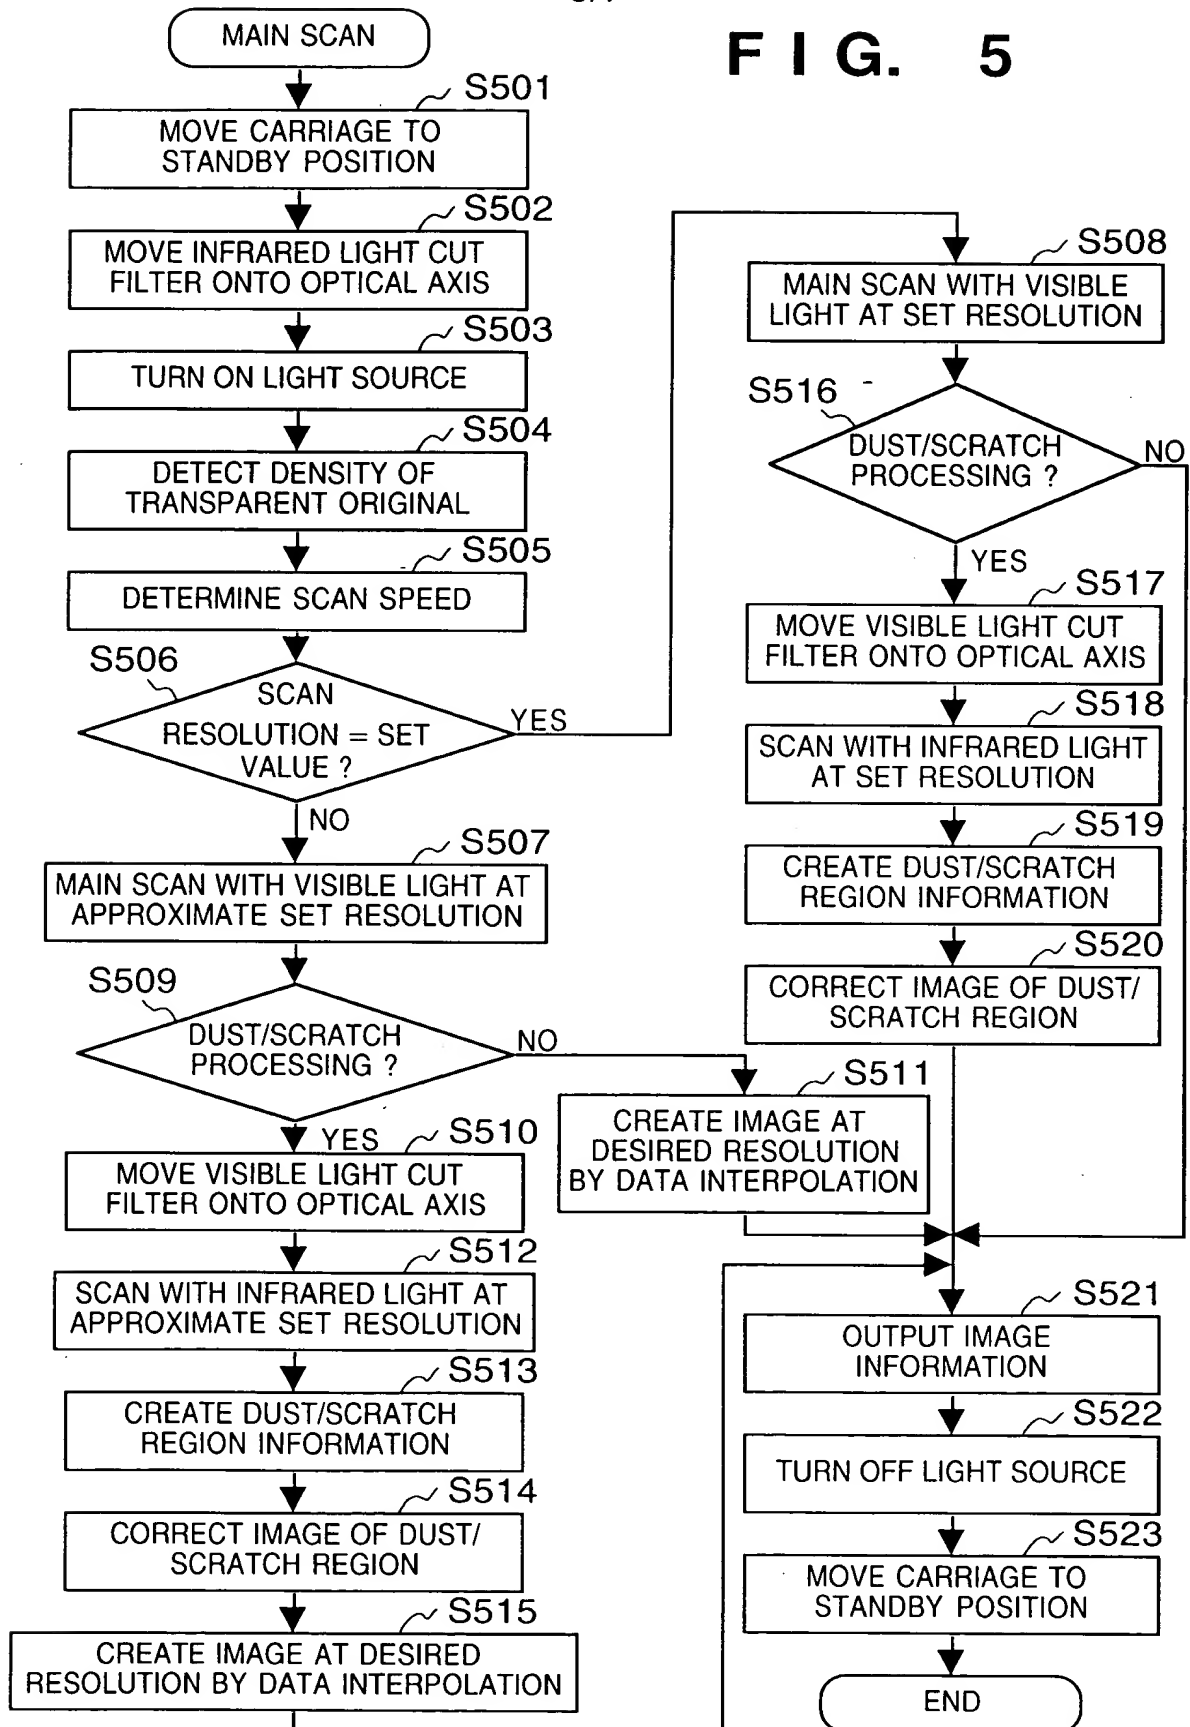 FIG. 5
MAIN SCAN
S501
MOVE CARRIAGE TO
STANDBY POSITION
S502
MOVE INFRARED LIGHT CUT
FILTER ONTO OPTICAL AXIS
S503
TURN ON LIGHT SOURCE
S504
DETECT DENSITY OF
TRANSPARENT ORIGINAL
S505
DETERMINE SCAN SPEED
S506
SCAN
RESOLUTION = SET
VALUE ?
YES
NO
S507
MAIN SCAN WITH VISIBLE LIGHT AT
APPROXIMATE SET RESOLUTION
S509
DUST/SCRATCH
PROCESSING ?
NO
YES
S510
MOVE VISIBLE LIGHT CUT
FILTER ONTO OPTICAL AXIS
S512
SCAN WITH INFRARED LIGHT AT
APPROXIMATE SET RESOLUTION
S513
CREATE DUST/SCRATCH
REGION INFORMATION
S514
CORRECT IMAGE OF DUST/
SCRATCH REGION
S515
CREATE IMAGE AT DESIRED
RESOLUTION BY DATA INTERPOLATION
S511
CREATE IMAGE AT
DESIRED RESOLUTION
BY DATA INTERPOLATION
S508
MAIN SCAN WITH VISIBLE
LIGHT AT SET RESOLUTION
S516
DUST/SCRATCH
PROCESSING ?
NO
YES
S517
MOVE VISIBLE LIGHT CUT
FILTER ONTO OPTICAL AXIS
S518
SCAN WITH INFRARED LIGHT
AT SET RESOLUTION
S519
CREATE DUST/SCRATCH
REGION INFORMATION
S520
CORRECT IMAGE OF DUST/
SCRATCH REGION
S521
OUTPUT IMAGE
INFORMATION
S522
TURN OFF LIGHT SOURCE
S523
MOVE CARRIAGE TO
STANDBY POSITION
END